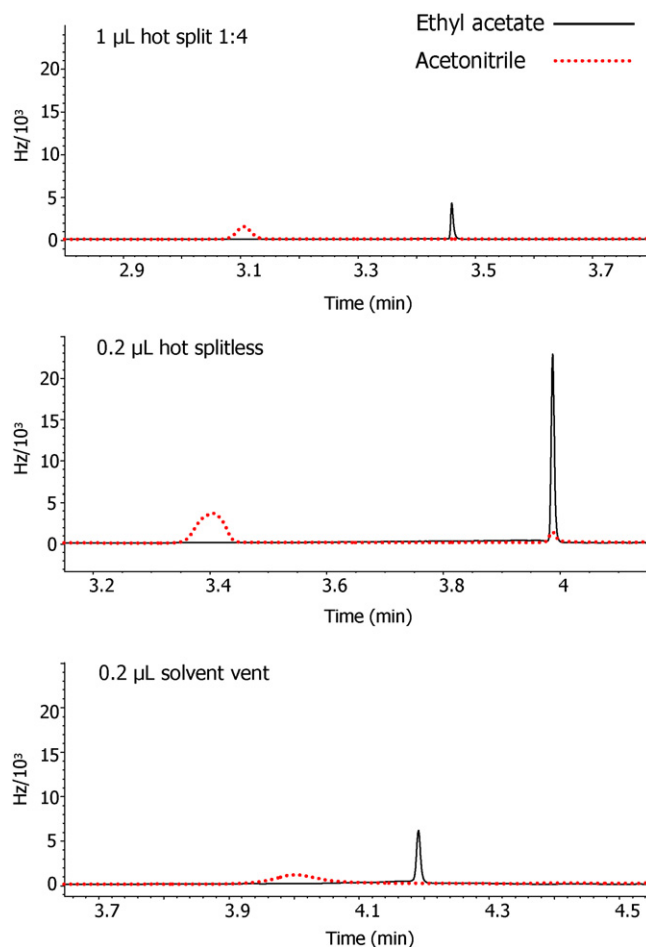 1 µL hot split 1:4
Ethyl acetate
Acetonitrile
Hz/10³
20
15
10
5
0
2.9 3.1 3.3 3.5 3.7
Time (min)
0.2 µL hot splitless
Hz/10³
20
15
10
5
0
3.2 3.4 3.6 3.8 4
Time (min)
0.2 µL solvent vent
Hz/10³
20
15
10
5
0
3.7 3.9 4.1 4.3 4.5
Time (min)